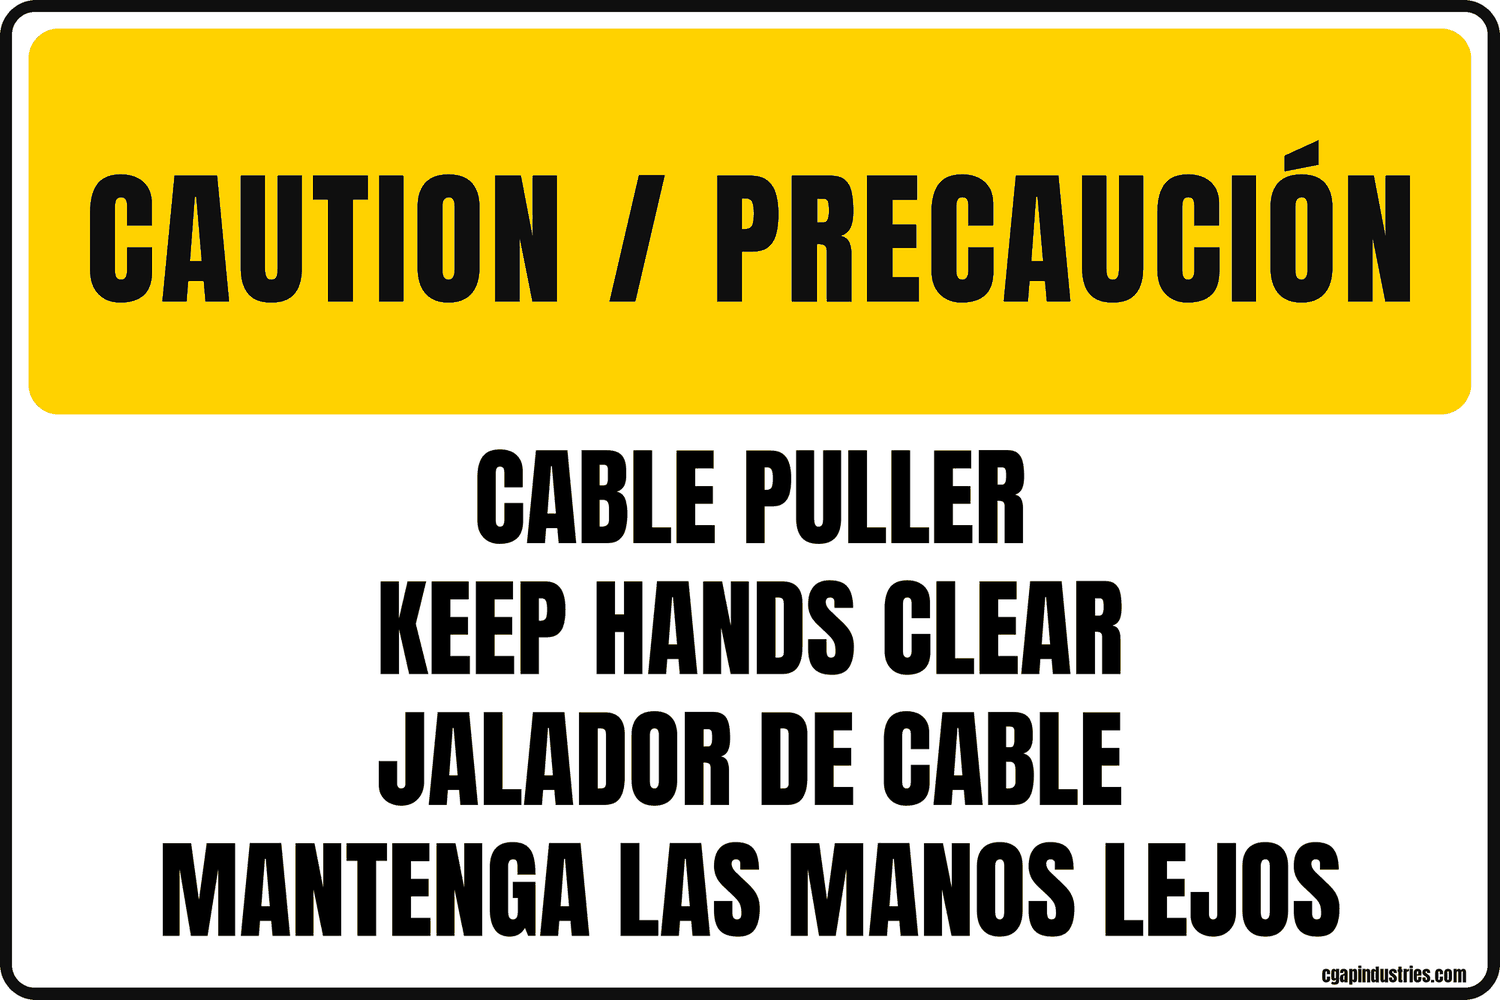 CAUTION / PRECAUCIÓN
CABLE PULLER
KEEP HANDS CLEAR
JALADOR DE CABLE
MANTENGA LAS MANOS LEJOS
cgapindustries.com